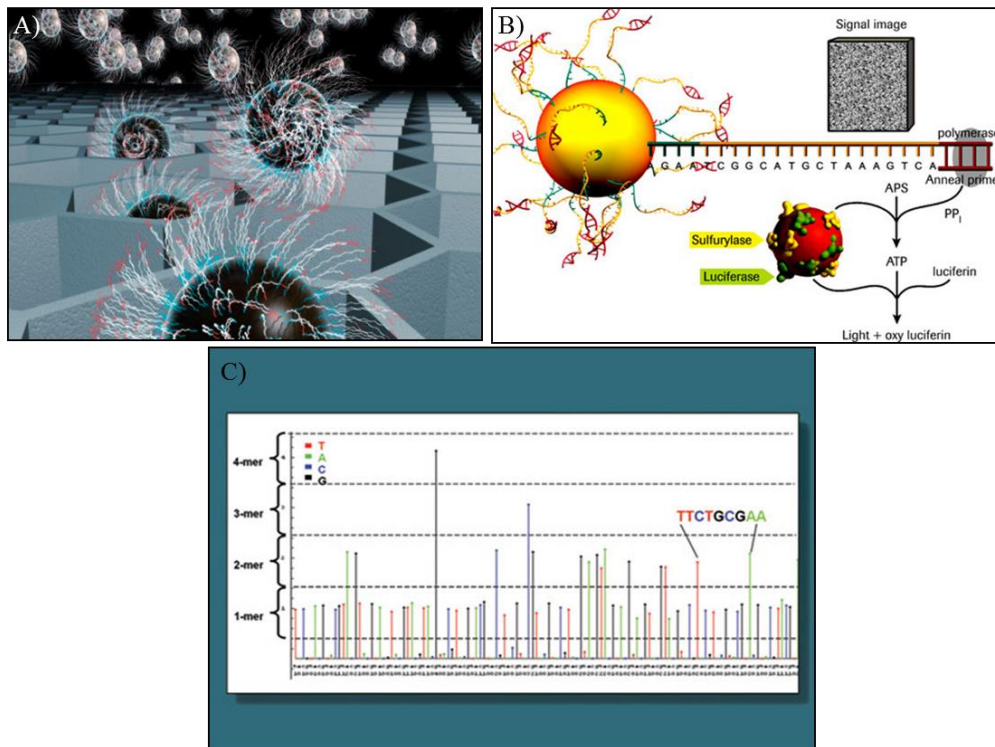 A)
B)
Signal image
polymerase
A G A A T C G G C A T G C T A A A G T C A
Anneal prime
APS
PPi
Sulfurylase
Luciferase
ATP
luciferin
Light + oxy luciferin
C)
T
A
C
G
4-mer
3-mer
2-mer
1-mer
TTCTGCGAA